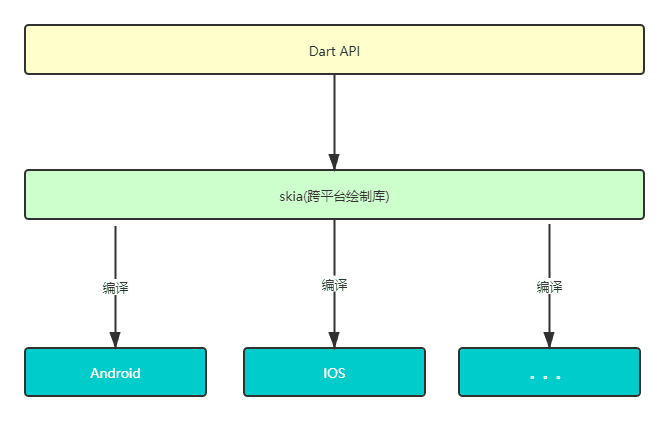 Dart API
skia(跨平台绘制库)
编译
编译
编译
Android
IOS
. . .